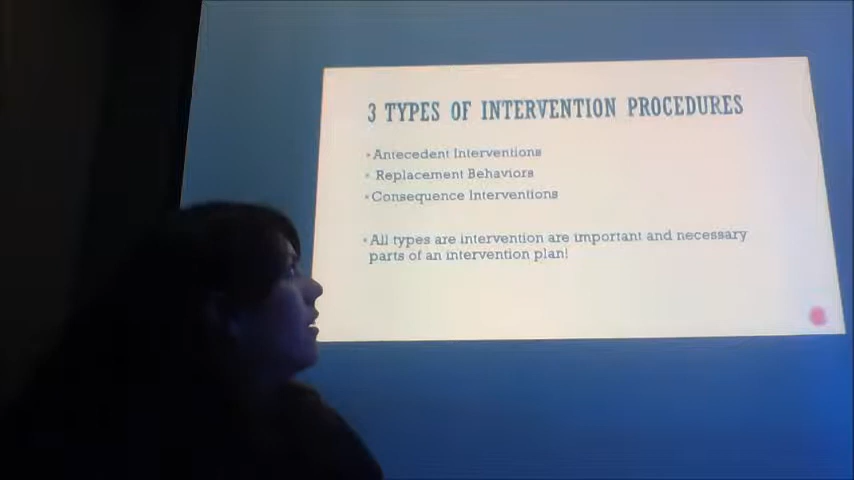 3 TYPES OF INTERVENTION PROCEDURES
• Antecedent Interventions
• Replacement Behaviors
• Consequence Interventions
• All types are intervention are important and necessary
parts of an intervention plan!